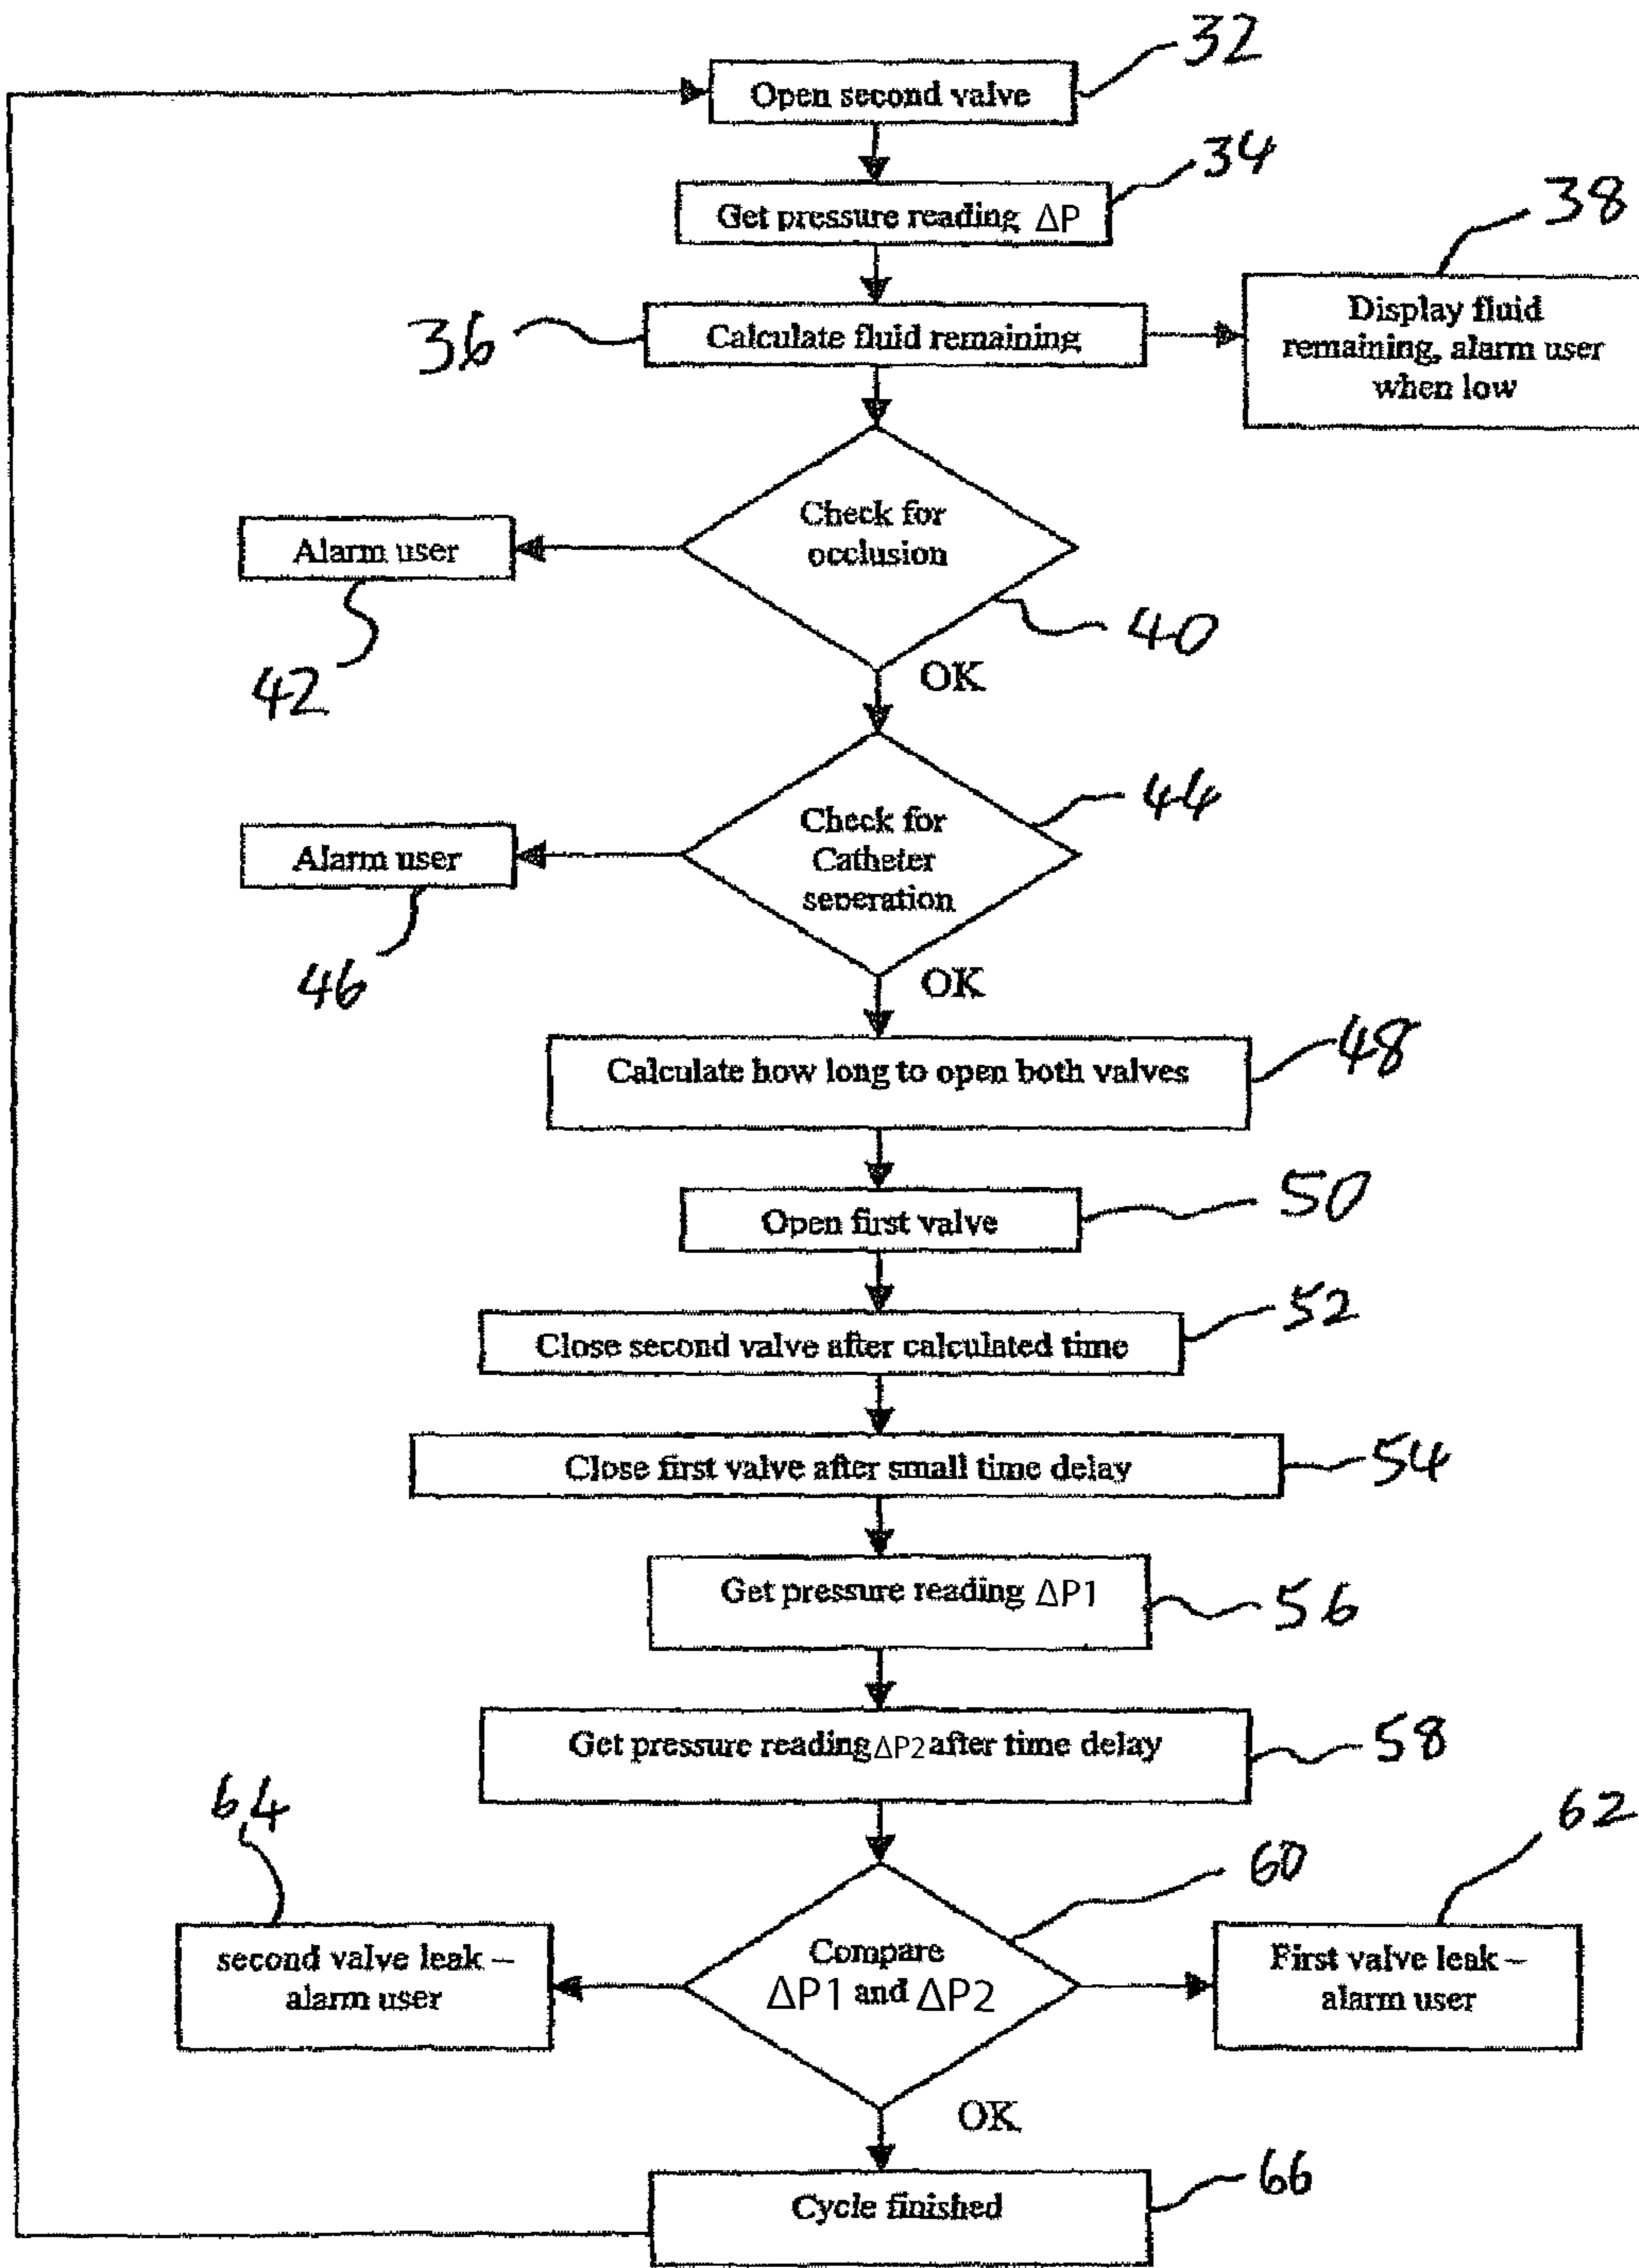 32
Open second valve
34
Get pressure reading ΔP
38
36
Calculate fluid remaining
Display fluid
remaining, alarm user
when low
Check for
occlusion
Alarm user
40
42
OK
44
Check for
Catheter
seperation
Alarm user
46
OK
48
Calculate how long to open both valves
50
Open first valve
52
Close second valve after calculated time
54
Close first valve after small time delay
Get pressure reading ΔP1
56
Get pressure reading ΔP2 after time delay
58
64
62
60
second valve leak –
alarm user
Compare
ΔP1 and ΔP2
First valve leak –
alarm user
OK
66
Cycle finished